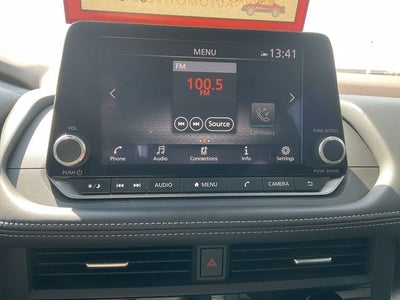 MENU
13:41
FM
100.5
FM
Source
Call History
VOL
TUNE·SCROLL
Phone
Audio
Connections
Info
Settings
PUSH
PUSH SOUND
AUDIO
MENU
CAMERA